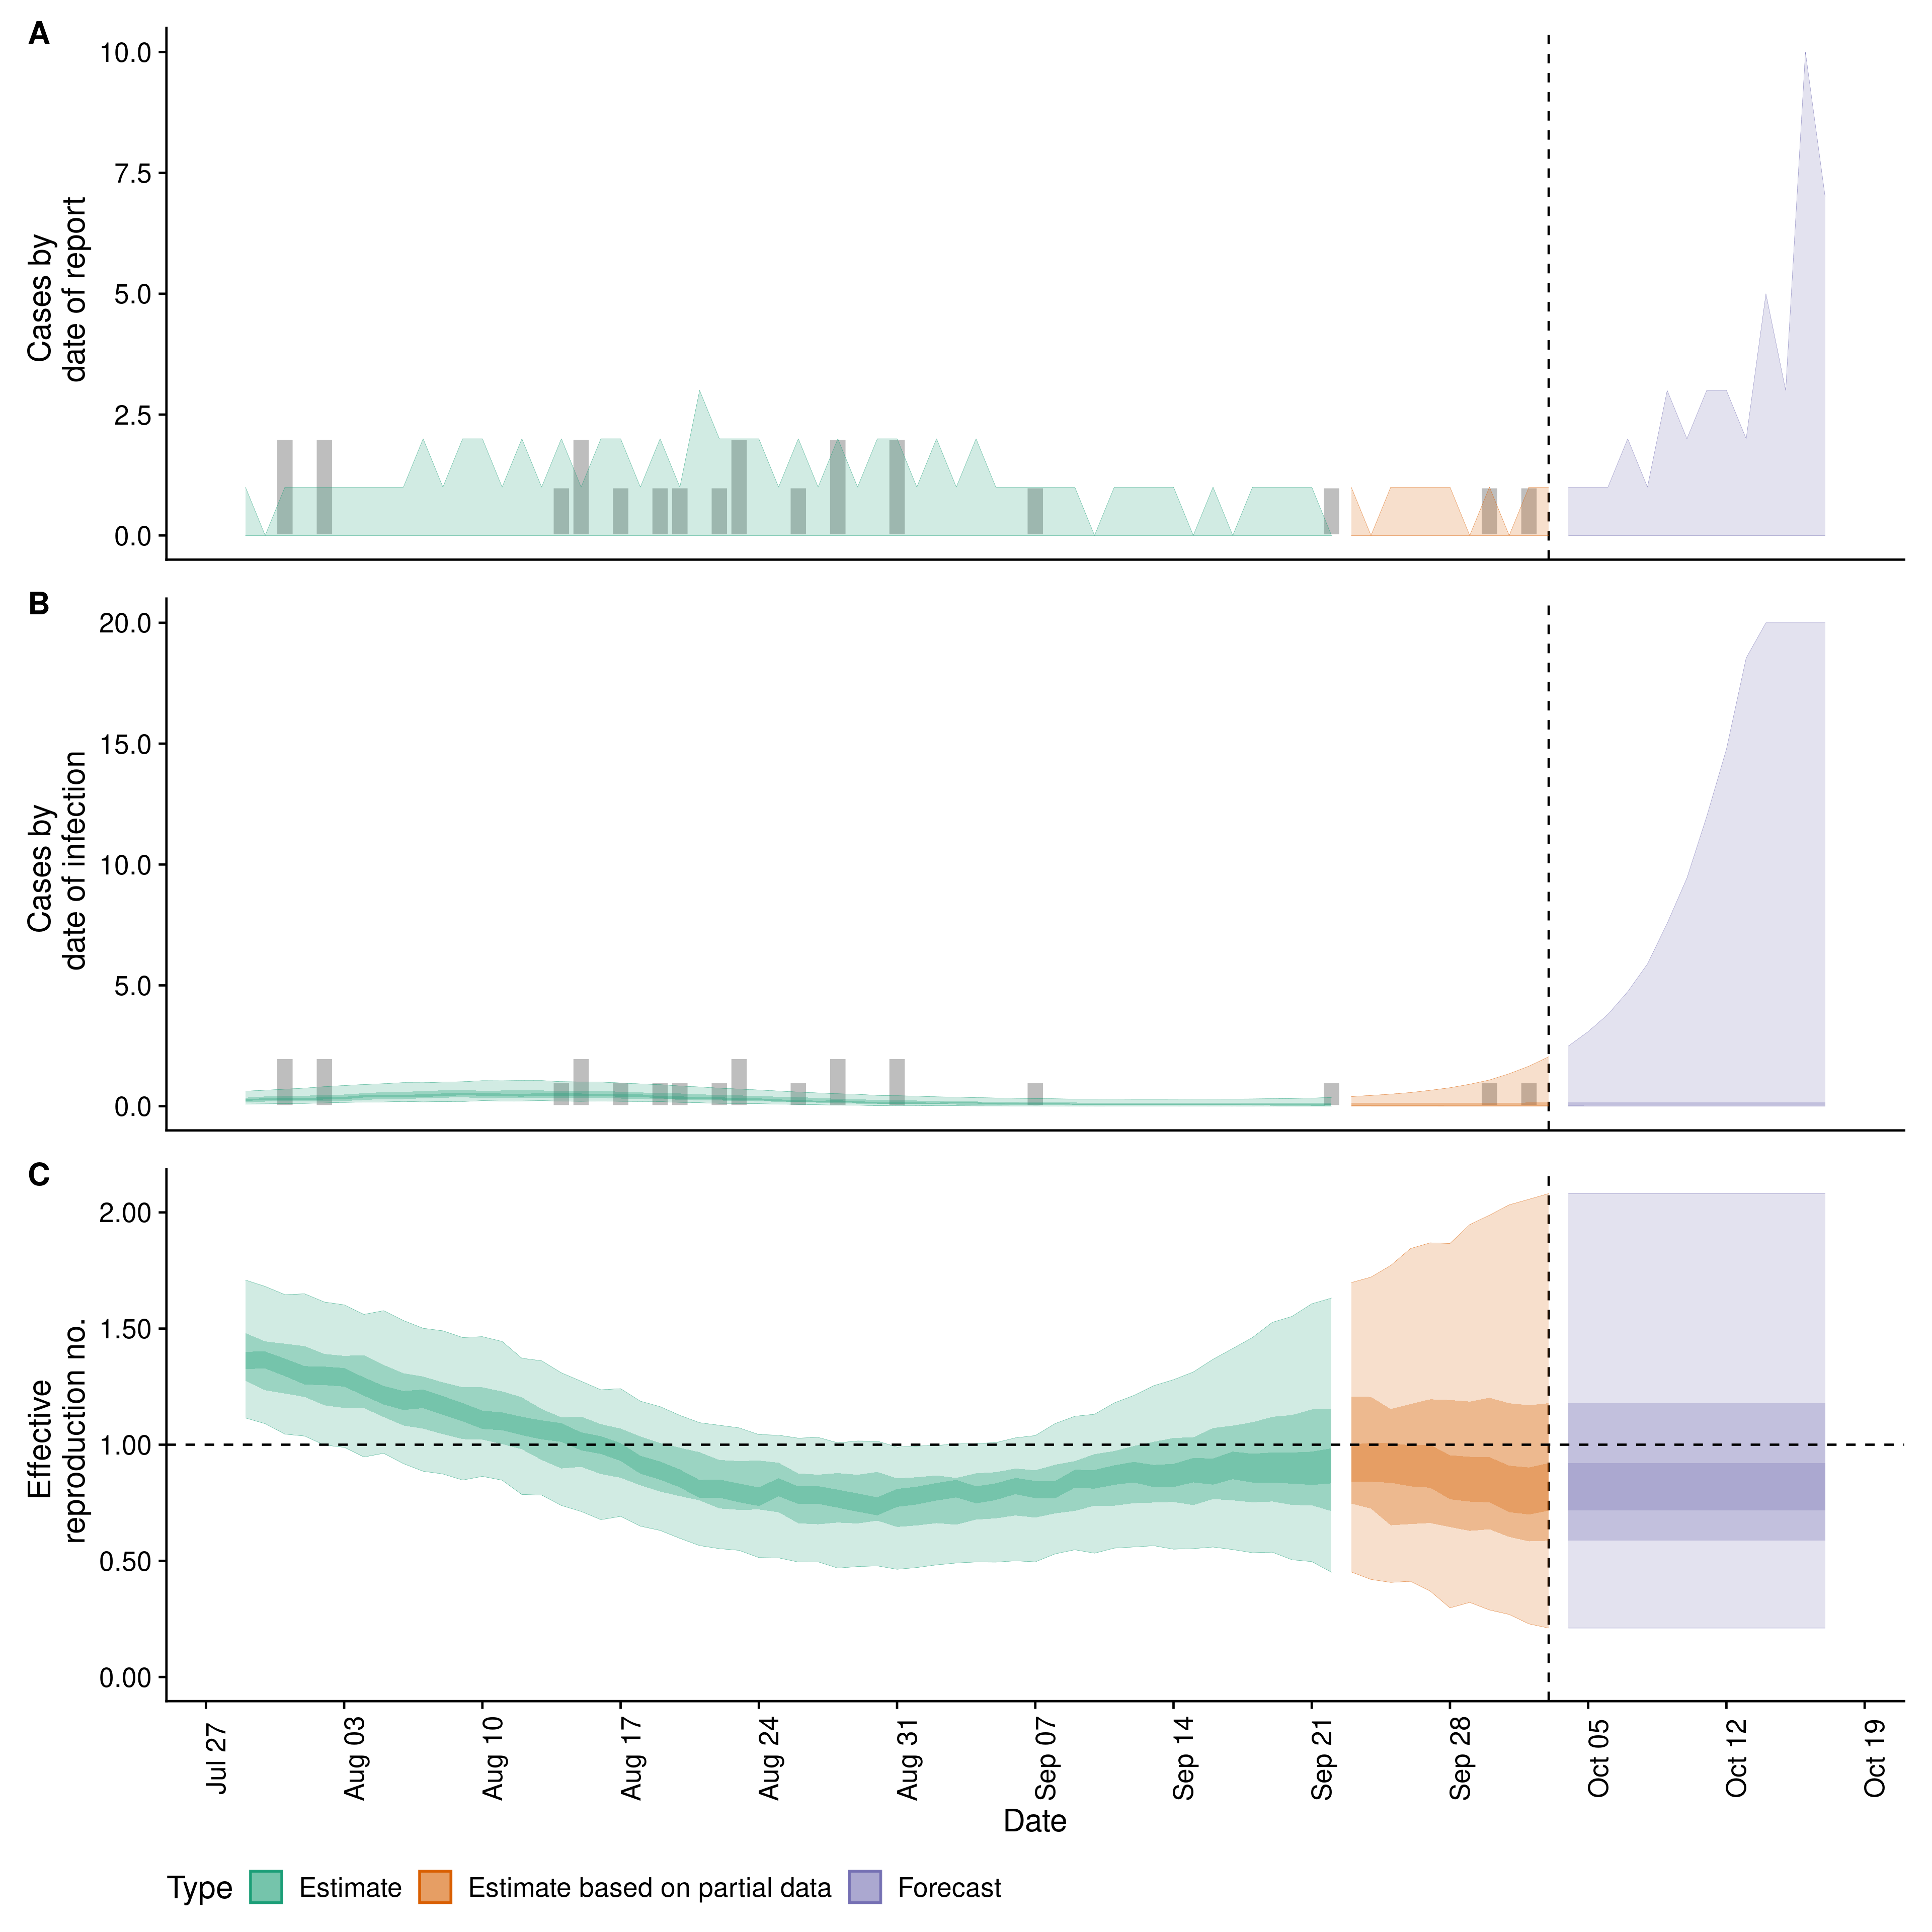 A
Cases by
date of report
10.0
7.5
5.0
2.5
0.0
B
Cases by
date of infection
20.0
15.0
10.0
5.0
0.0
C
Effective
reproduction no.
2.00
1.50
1.00
0.50
0.00
Jul 27
Aug 03
Aug 10
Aug 17
Aug 24
Aug 31
Sep 07
Sep 14
Sep 21
Sep 28
Oct 05
Oct 12
Oct 19
Date
Type Estimate Estimate based on partial data Forecast